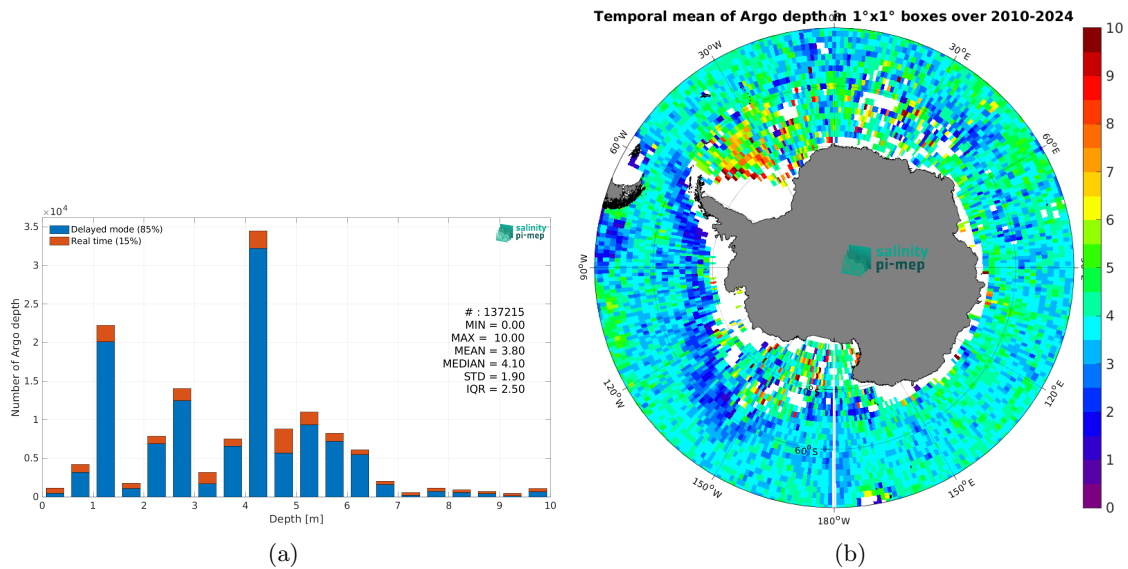 ×10⁴
3.5
3
2.5
2
1.5
1
0.5
0
Number of Argo depth
Delayed mode (85%)
Real time (15%)
salinity
pi-mep
# : 137215
MIN = 0.00
MAX = 10.00
MEAN = 3.80
MEDIAN = 4.10
STD = 1.90
IQR = 2.50
0 1 2 3 4 5 6 7 8 9 10
Depth [m]
(a)
Temporal mean of Argo depth in 1°x1° boxes over 2010-2024
30°W
30°E
60°W
60°E
90°W
120°W
120°E
150°W
150°E
180°W
60°S
salinity
pi-mep
10
9
8
7
6
5
4
3
2
1
0
(b)